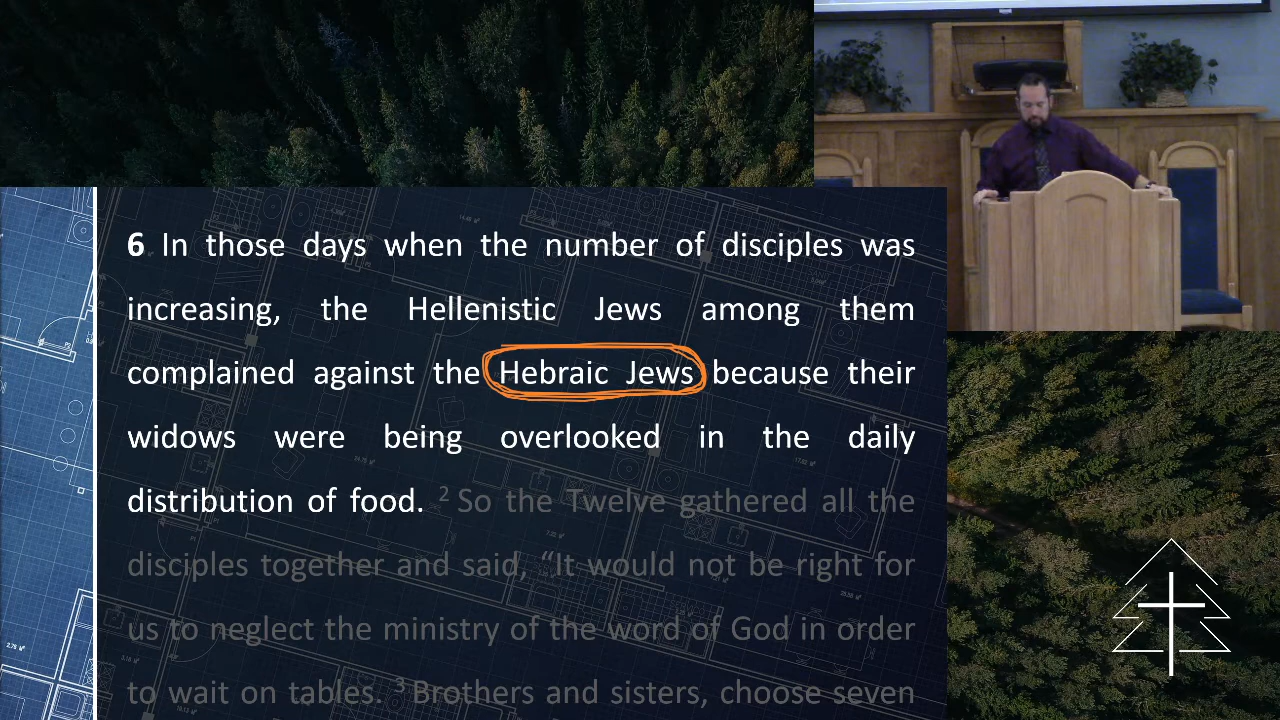 6 In those days when the number of disciples was
increasing, the Hellenistic Jews among them
complained against the Hebraic Jews because their
widows were being overlooked in the daily
distribution of food. 2 So the Twelve gathered all the
disciples together and said, “It would not be right for
us to neglect the ministry of the word of God in order
to wait on tables. 3 Brothers and sisters, choose seven